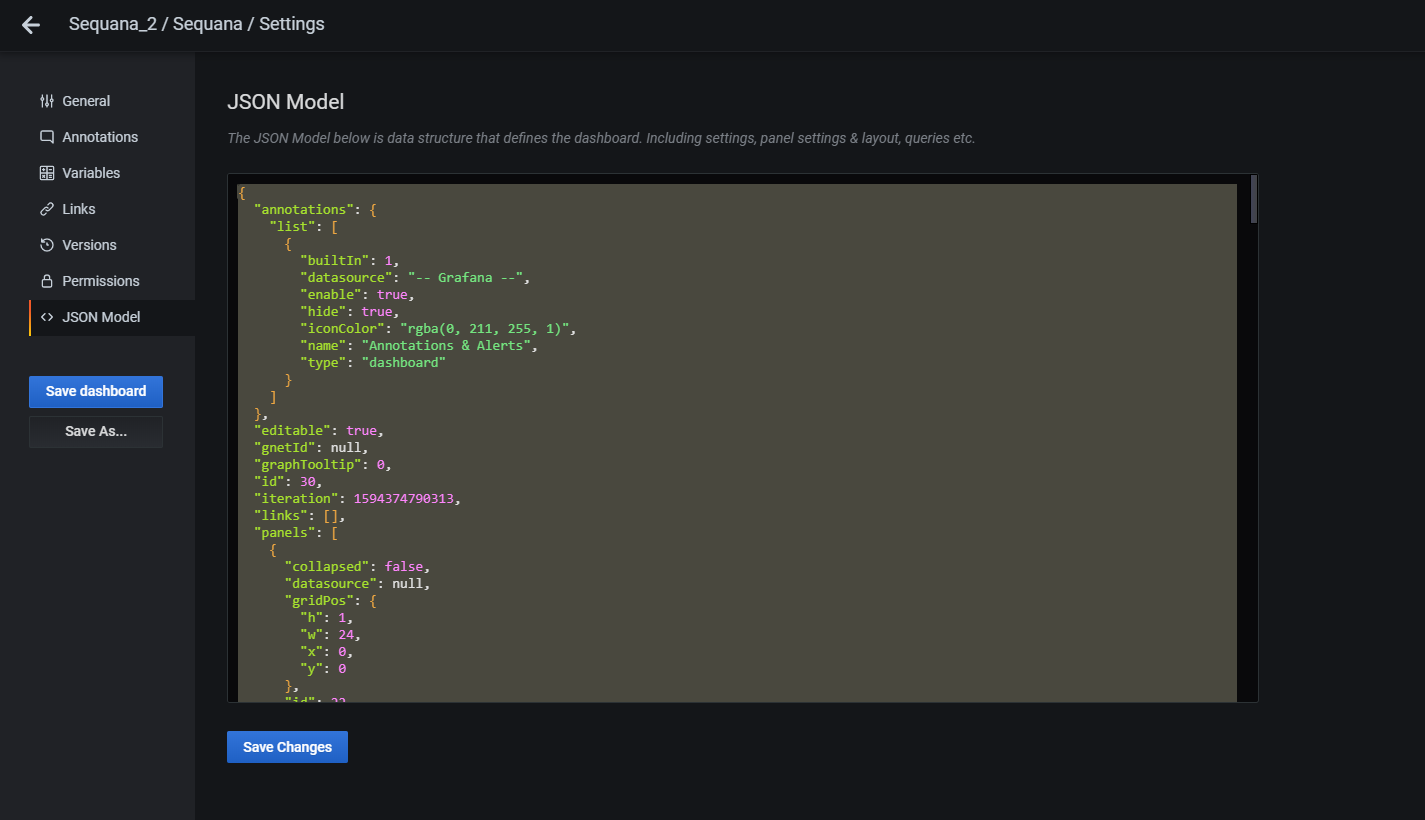 Sequana_2 / Sequana / Settings
General
Annotations
Variables
Links
Versions
Permissions
JSON Model
Save dashboard
Save As...
JSON Model
The JSON Model below is data structure that defines the dashboard. Including settings, panel settings & layout, queries etc.
{
"annotations": {
"list": [
{
"builtIn": 1,
"datasource": "-- Grafana --",
"enable": true,
"hide": true,
"iconColor": "rgba(0, 211, 255, 1)",
"name": "Annotations & Alerts",
"type": "dashboard"
}
]
},
"editable": true,
"gnetId": null,
"graphTooltip": 0,
"id": 30,
"iteration": 1594374790313,
"links": [],
"panels": [
{
"collapsed": false,
"datasource": null,
"gridPos": {
"h": 1,
"w": 24,
"x": 0,
"y": 0
},
"id":
Save Changes